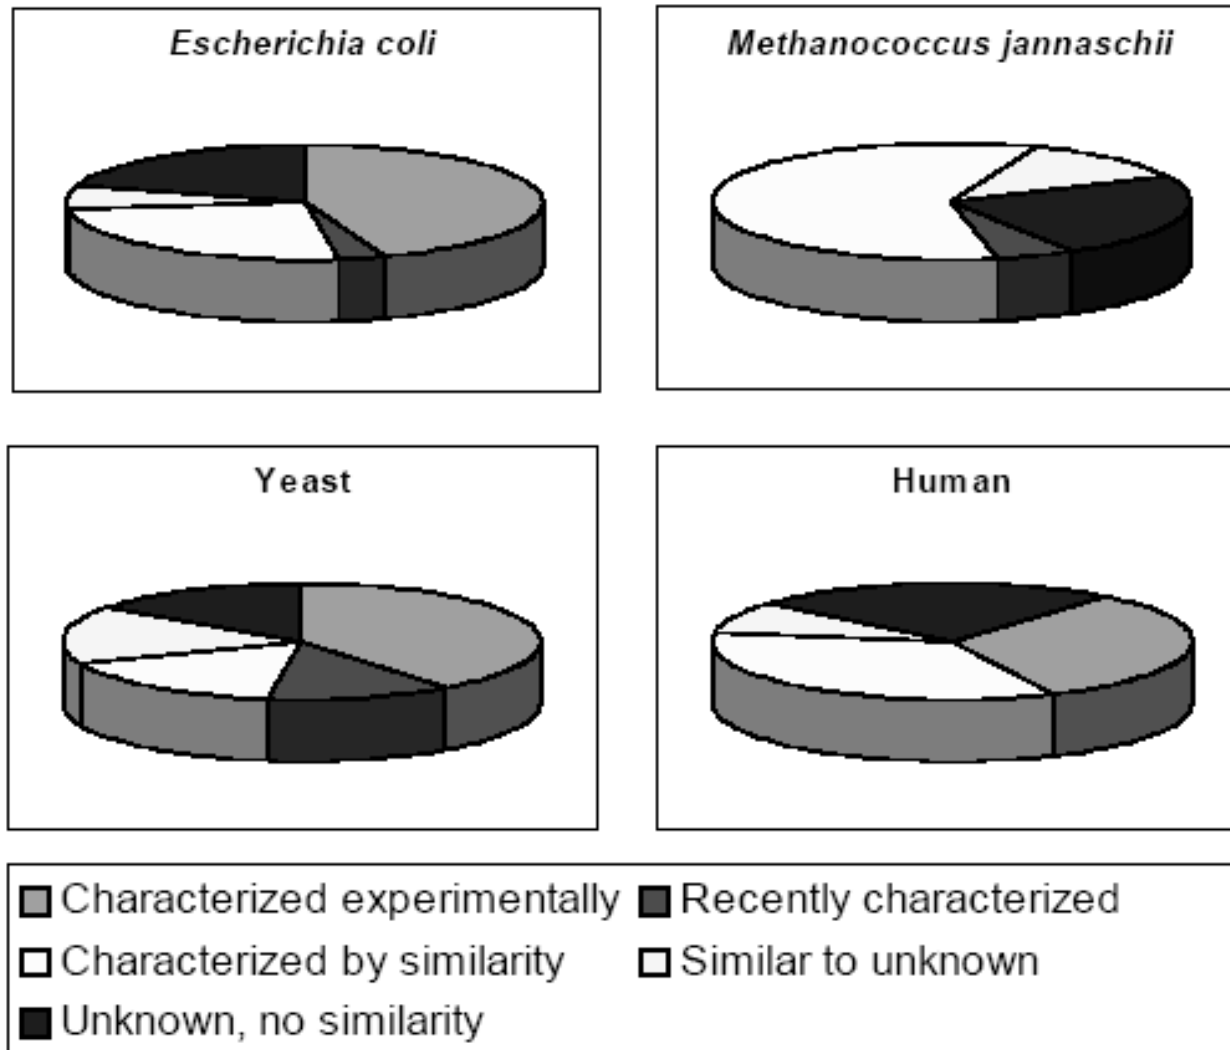 Escherichia coli
Methanococcus jannaschii
Yeast
Human
Characterized experimentally
Recently characterized
Characterized by similarity
Similar to unknown
Unknown, no similarity